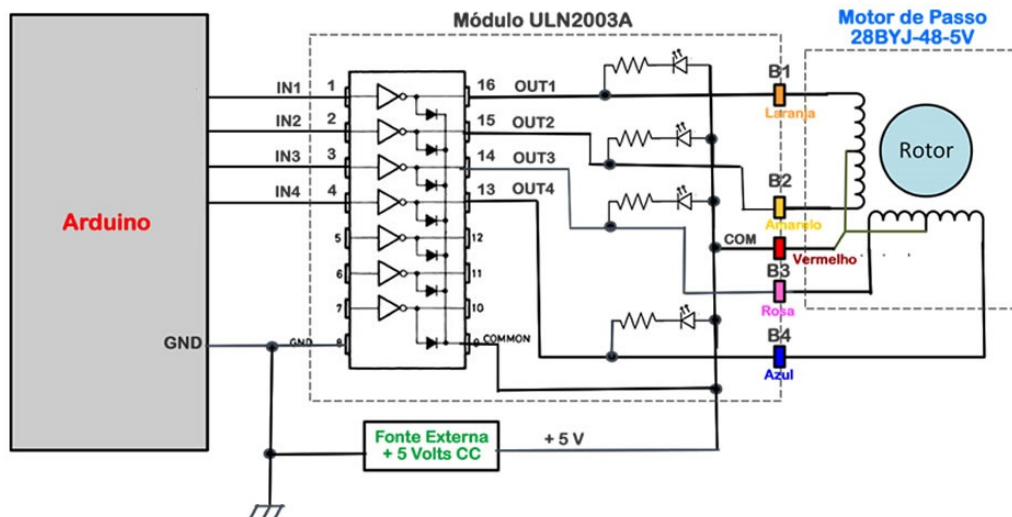 Módulo ULN2003A
Motor de Passo
28BYJ-48-5V
Arduino
GND
IN1
IN2
IN3
IN4
1
2
3
4
5
6
7
8
GND
16
15
14
13
12
11
10
9
COMMON
OUT1
OUT2
OUT3
OUT4
B1
Laranja
B2
Amarelo
COM
Vermelho
B3
Rosa
B4
Azul
Rotor
Fonte Externa
+ 5 Volts CC
+ 5 V